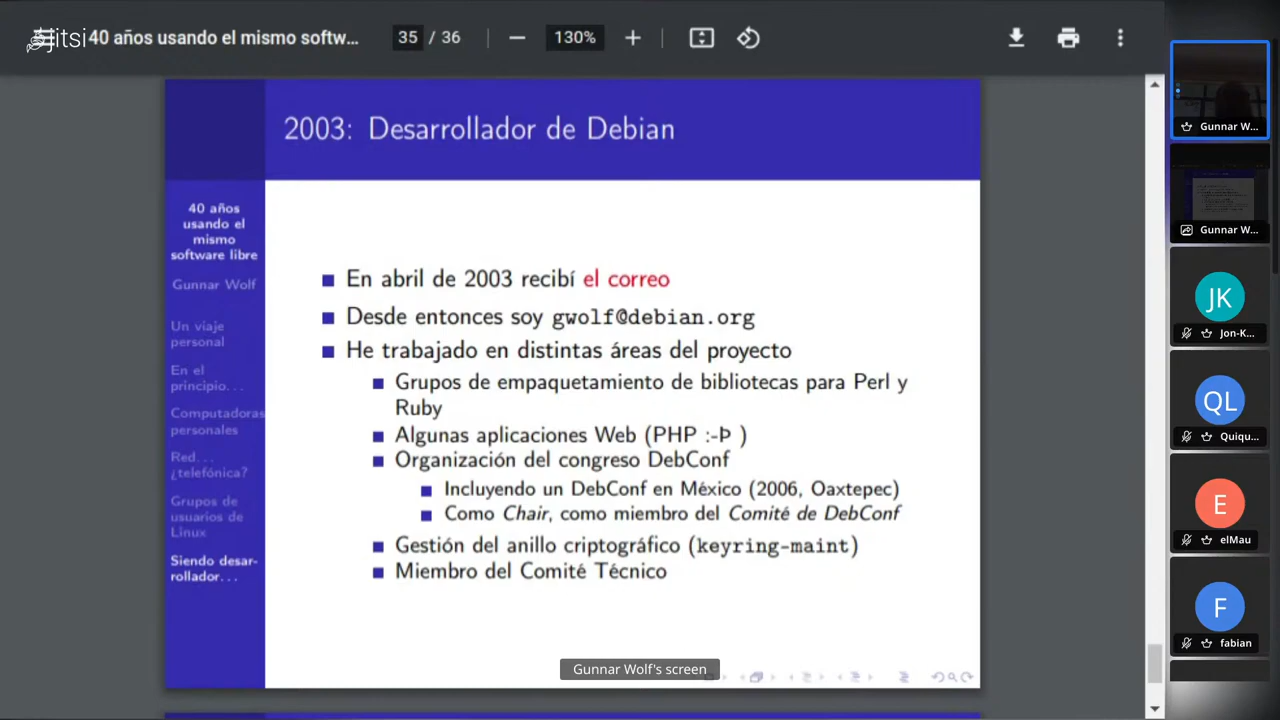 Jitsi
40 años usando el mismo softw...
35 / 36
130%
2003: Desarrollador de Debian
40 años
usando el
mismo
software libre
Gunnar Wolf
Un viaje
personal
En el
principio...
Computadoras
personales
Red...
¿telefónica?
Grupos de
usuarios de
Linux
Siendo desar-
rollador...
En abril de 2003 recibí el correo
Desde entonces soy gwolf@debian.org
He trabajado en distintas áreas del proyecto
Grupos de empaquetamiento de bibliotecas para Perl y
Ruby
Algunas aplicaciones Web (PHP :-Þ )
Organización del congreso DebConf
Incluyendo un DebConf en México (2006, Oaxtepec)
Como Chair, como miembro del Comité de DebConf
Gestión del anillo criptográfico (keyring-maint)
Miembro del Comité Técnico
Gunnar Wolf's screen
Gunnar W...
Gunnar W...
JK
Jon-K...
QL
Quiqu...
E
elMau
F
fabian